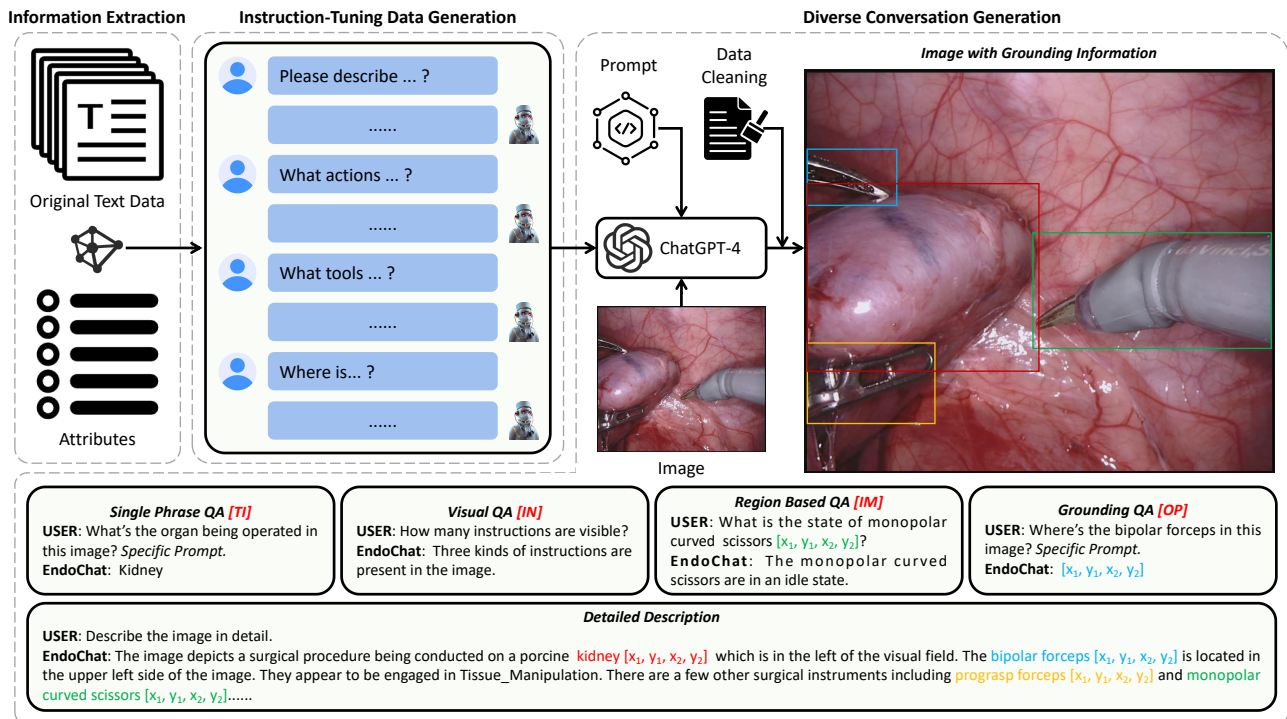 Information Extraction
Instruction-Tuning Data Generation
Diverse Conversation Generation
T
Original Text Data
Attributes
Please describe ... ?
......
What actions ... ?
......
What tools ... ?
......
Where is... ?
......
Prompt
Data
Cleaning
</>
ChatGPT-4
Image
Image with Grounding Information
Single Phrase QA [TI]
USER: What's the organ being operated in
this image? Specific Prompt.
EndoChat: Kidney
Visual QA [IN]
USER: How many instructions are visible?
EndoChat: Three kinds of instructions are
present in the image.
Region Based QA [IM]
USER: What is the state of monopolar
curved scissors [x₁, y₁, x₂, y₂]?
EndoChat: The monopolar curved
scissors are in an idle state.
Grounding QA [OP]
USER: Where's the bipolar forceps in this
image? Specific Prompt.
EndoChat: [x₁, y₁, x₂, y₂]
Detailed Description
USER: Describe the image in detail.
EndoChat: The image depicts a surgical procedure being conducted on a porcine kidney [x₁, y₁, x₂, y₂] which is in the left of the visual field. The bipolar forceps [x₁, y₁, x₂, y₂] is located in
the upper left side of the image. They appear to be engaged in Tissue_Manipulation. There are a few other surgical instruments including prograsp forceps [x₁, y₁, x₂, y₂] and monopolar
curved scissors [x₁, y₁, x₂, y₂]......